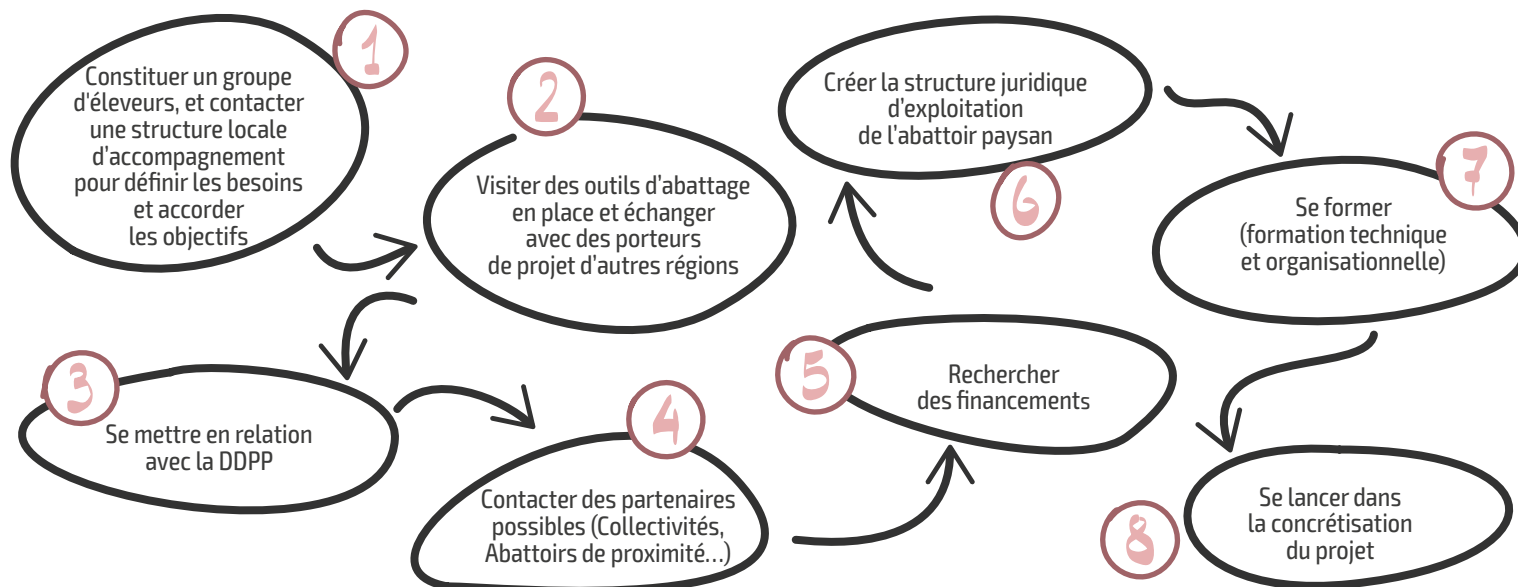 1
Constituer un groupe
d'éleveurs, et contacter
une structure locale
d'accompagnement
pour définir les besoins
et accorder
les objectifs
2
Visiter des outils d'abattage
en place et échanger
avec des porteurs
de projet d'autres régions
3
Se mettre en relation
avec la DDPP
4
Contacter des partenaires
possibles (Collectivités,
Abattoirs de proximité...)
5
Rechercher
des financements
6
Créer la structure juridique
d'exploitation
de l'abattoir paysan
7
Se former
(formation technique
et organisationnelle)
8
Se lancer dans
la concrétisation
du projet